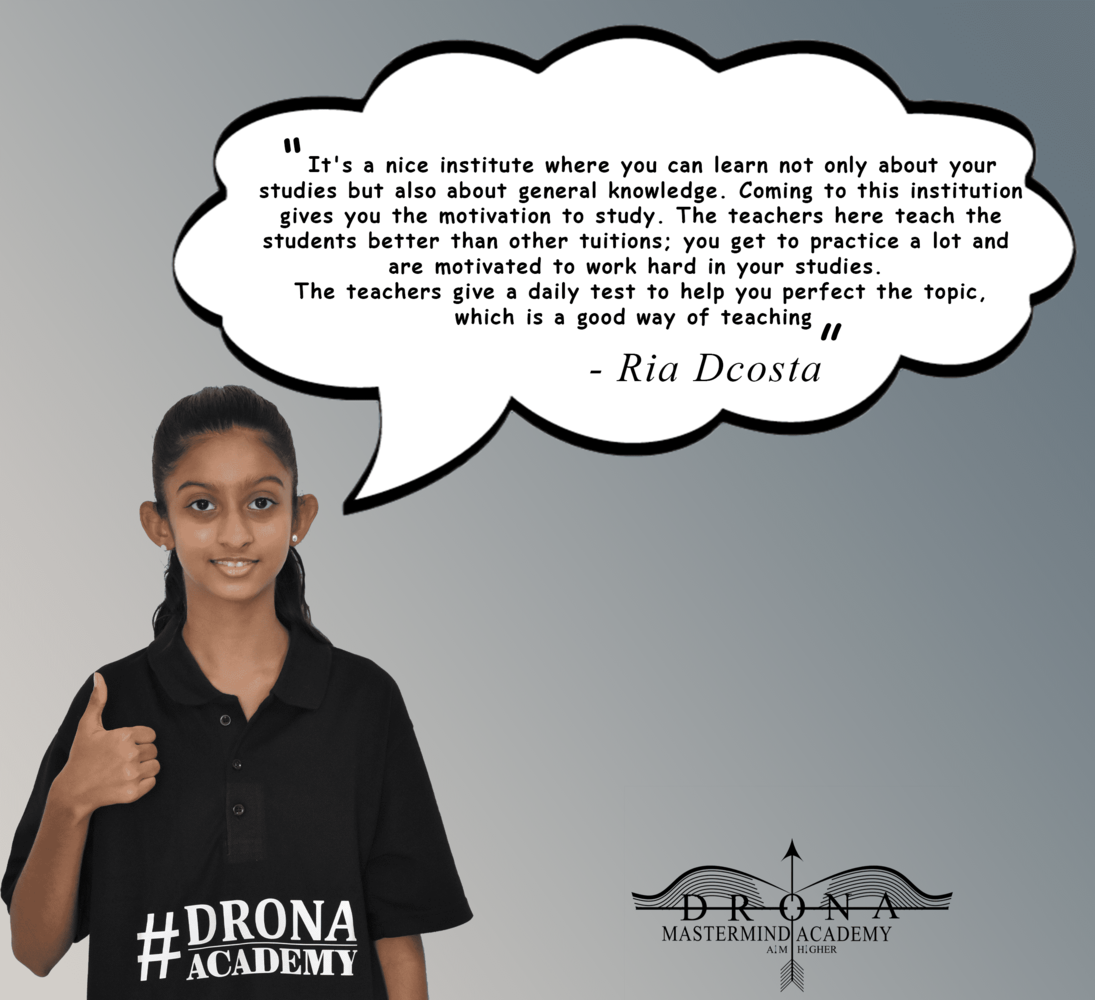 "It's a nice institute where you can learn not only about your
studies but also about general knowledge. Coming to this institution
gives you the motivation to study. The teachers here teach the
students better than other tuitions; you get to practice a lot and
are motivated to work hard in your studies.
The teachers give a daily test to help you perfect the topic,
which is a good way of teaching"
- Ria Dcosta
#DRONA
ACADEMY
DRONA
MASTERMIND ACADEMY
AIM HIGHER